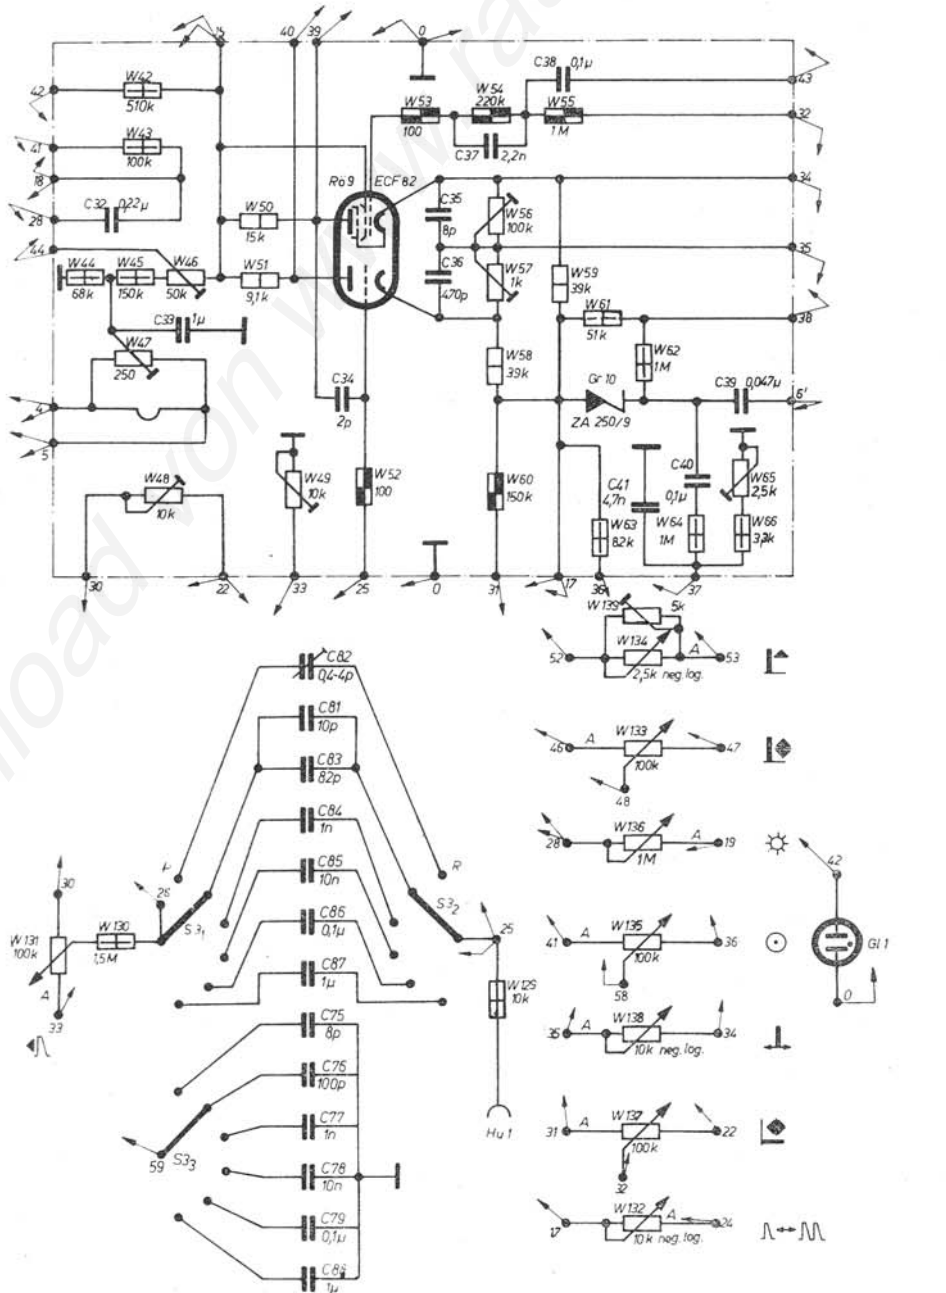 15
40
39
0
42
W42
510k
C38
0,1µ
43
W53
100
W54
220k
W55
1M
32
41
W43
100k
C37
2,2n
18
Rö9
ECF82
34
C32
0,22µ
28
W50
15k
C35
8p
W56
100k
44
35
W44
68k
W45
150k
W46
50k
W51
9,1k
C36
470p
W57
1k
W59
39k
C33
1µ
W61
51k
38
W47
250
W58
39k
W62
1M
C34
2p
Gr 10
ZA 250/9
C39
0,047µ
6'
4
5
W48
10k
W49
10k
W52
100
W60
150k
C41
4,7n
C40
0,1µ
W65
2,5k
W63
82k
W64
1M
W66
3,3k
30
22
33
25
0
31
17
36
37
W139
5k
C82
0,4-4p
52
W134
2,5k neg. log.
A
53
C81
10p
46
A
W133
100k
47
48
C83
82p
C84
1n
28
W136
1M
A
19
42
P
R
C85
10n
30
26
S3₁
S3₂
25
W131
100k
W130
1,5M
C86
0,1µ
41
A
W135
100k
36
58
Gl 1
0
A
33
C87
1µ
W129
10k
C75
8p
35
A
W138
10k neg. log.
34
C76
100p
C77
1n
Hu 1
31
A
W137
100k
22
32
59
S3₃
C78
10n
C79
0,1µ
17
W132
10k neg. log.
A
24
1µ